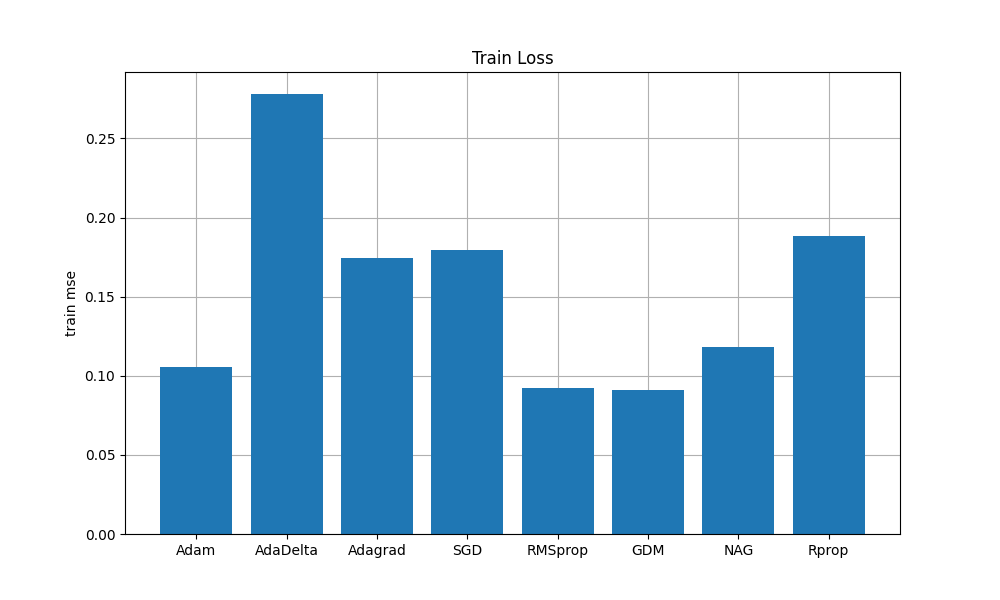 Train Loss
train mse
0.25
0.20
0.15
0.10
0.05
0.00
Adam
AdaDelta
Adagrad
SGD
RMSprop
GDM
NAG
Rprop